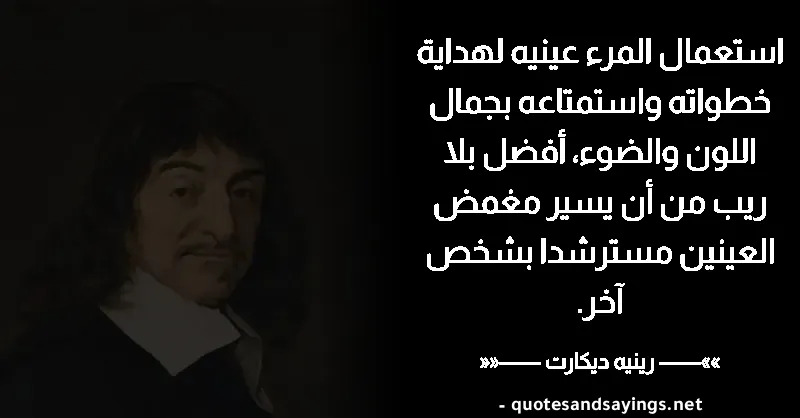 استعمال المرء عينيه لهداية
خطواته واستمتاعه بجمال
اللون والضوء، أفضل بلا
ريب من أن يسير مغمض
العينين مسترشدا بشخص
آخر.
»»—— رينيه ديكارت ——««
- quotesandsayings.net